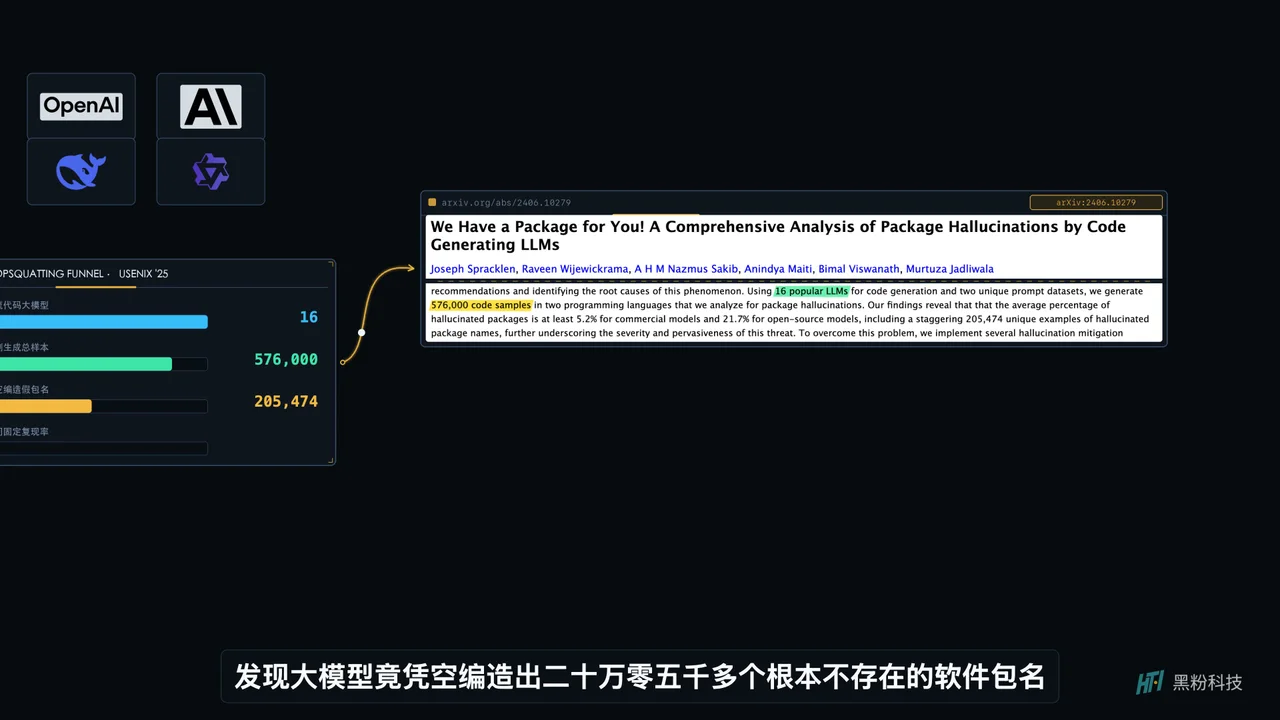 OpenAI
arxiv.org/abs/2406.10279
arXiv:2406.10279
We Have a Package for You! A Comprehensive Analysis of Package Hallucinations by Code
Generating LLMs
Joseph Spracklen, Raveen Wijewickrama, A H M Nazmus Sakib, Anindya Maiti, Bimal Viswanath, Murtuza Jadliwala
recommendations and identifying the root causes of this phenomenon. Using 16 popular LLMs for code generation and two unique prompt datasets, we generate
576,000 code samples in two programming languages that we analyze for package hallucinations. Our findings reveal that that the average percentage of
hallucinated packages is at least 5.2% for commercial models and 21.7% for open-source models, including a staggering 205,474 unique examples of hallucinated
package names, further underscoring the severity and pervasiveness of this threat. To overcome this problem, we implement several hallucination mitigation
OPSQUATTING FUNNEL · USENIX '25
代码大模型
16
生成总样本
576,000
编造假包名
205,474
固定复现率
发现大模型竟凭空编造出二十万零五千多个根本不存在的软件包名
黑粉科技